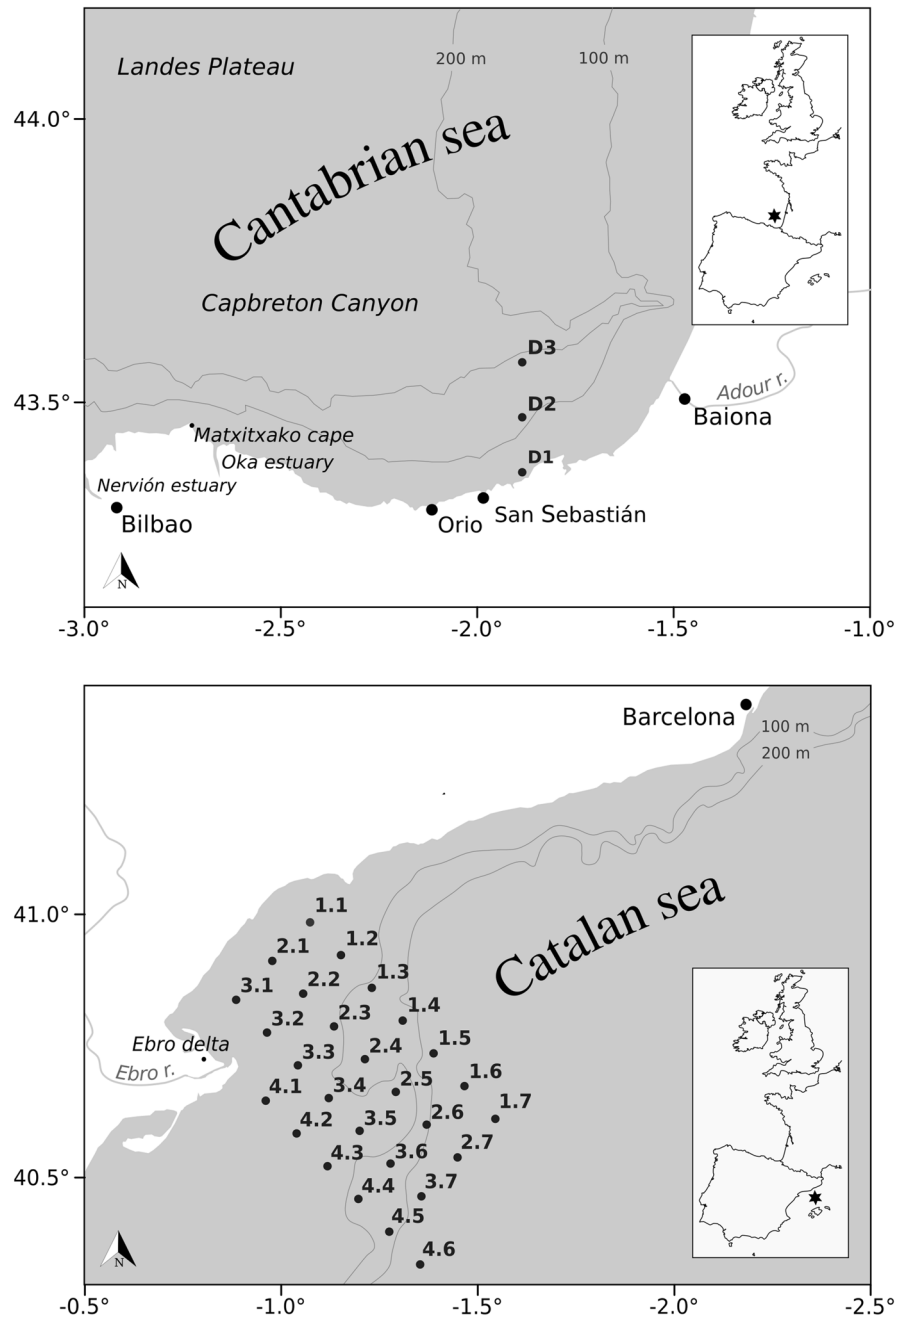 Landes Plateau
200 m
100 m
44.0°
Cantabrian sea
Capbreton Canyon
D3
Adour r.
43.5°
D2
Baiona
Matxitxako cape
Oka estuary
D1
Nervión estuary
San Sebastián
Bilbao
Orio
N
-3.0°
-2.5°
-2.0°
-1.5°
-1.0°
Barcelona
100 m
200 m
41.0°
Catalan sea
1.1
2.1
1.2
3.1
2.2
1.3
3.2
2.3
1.4
Ebro delta
3.3
2.4
1.5
Ebro r.
4.1
3.4
2.5
1.6
4.2
3.5
2.6
1.7
4.3
3.6
2.7
40.5°
4.4
3.7
4.5
4.6
N
-0.5°
-1.0°
-1.5°
-2.0°
-2.5°